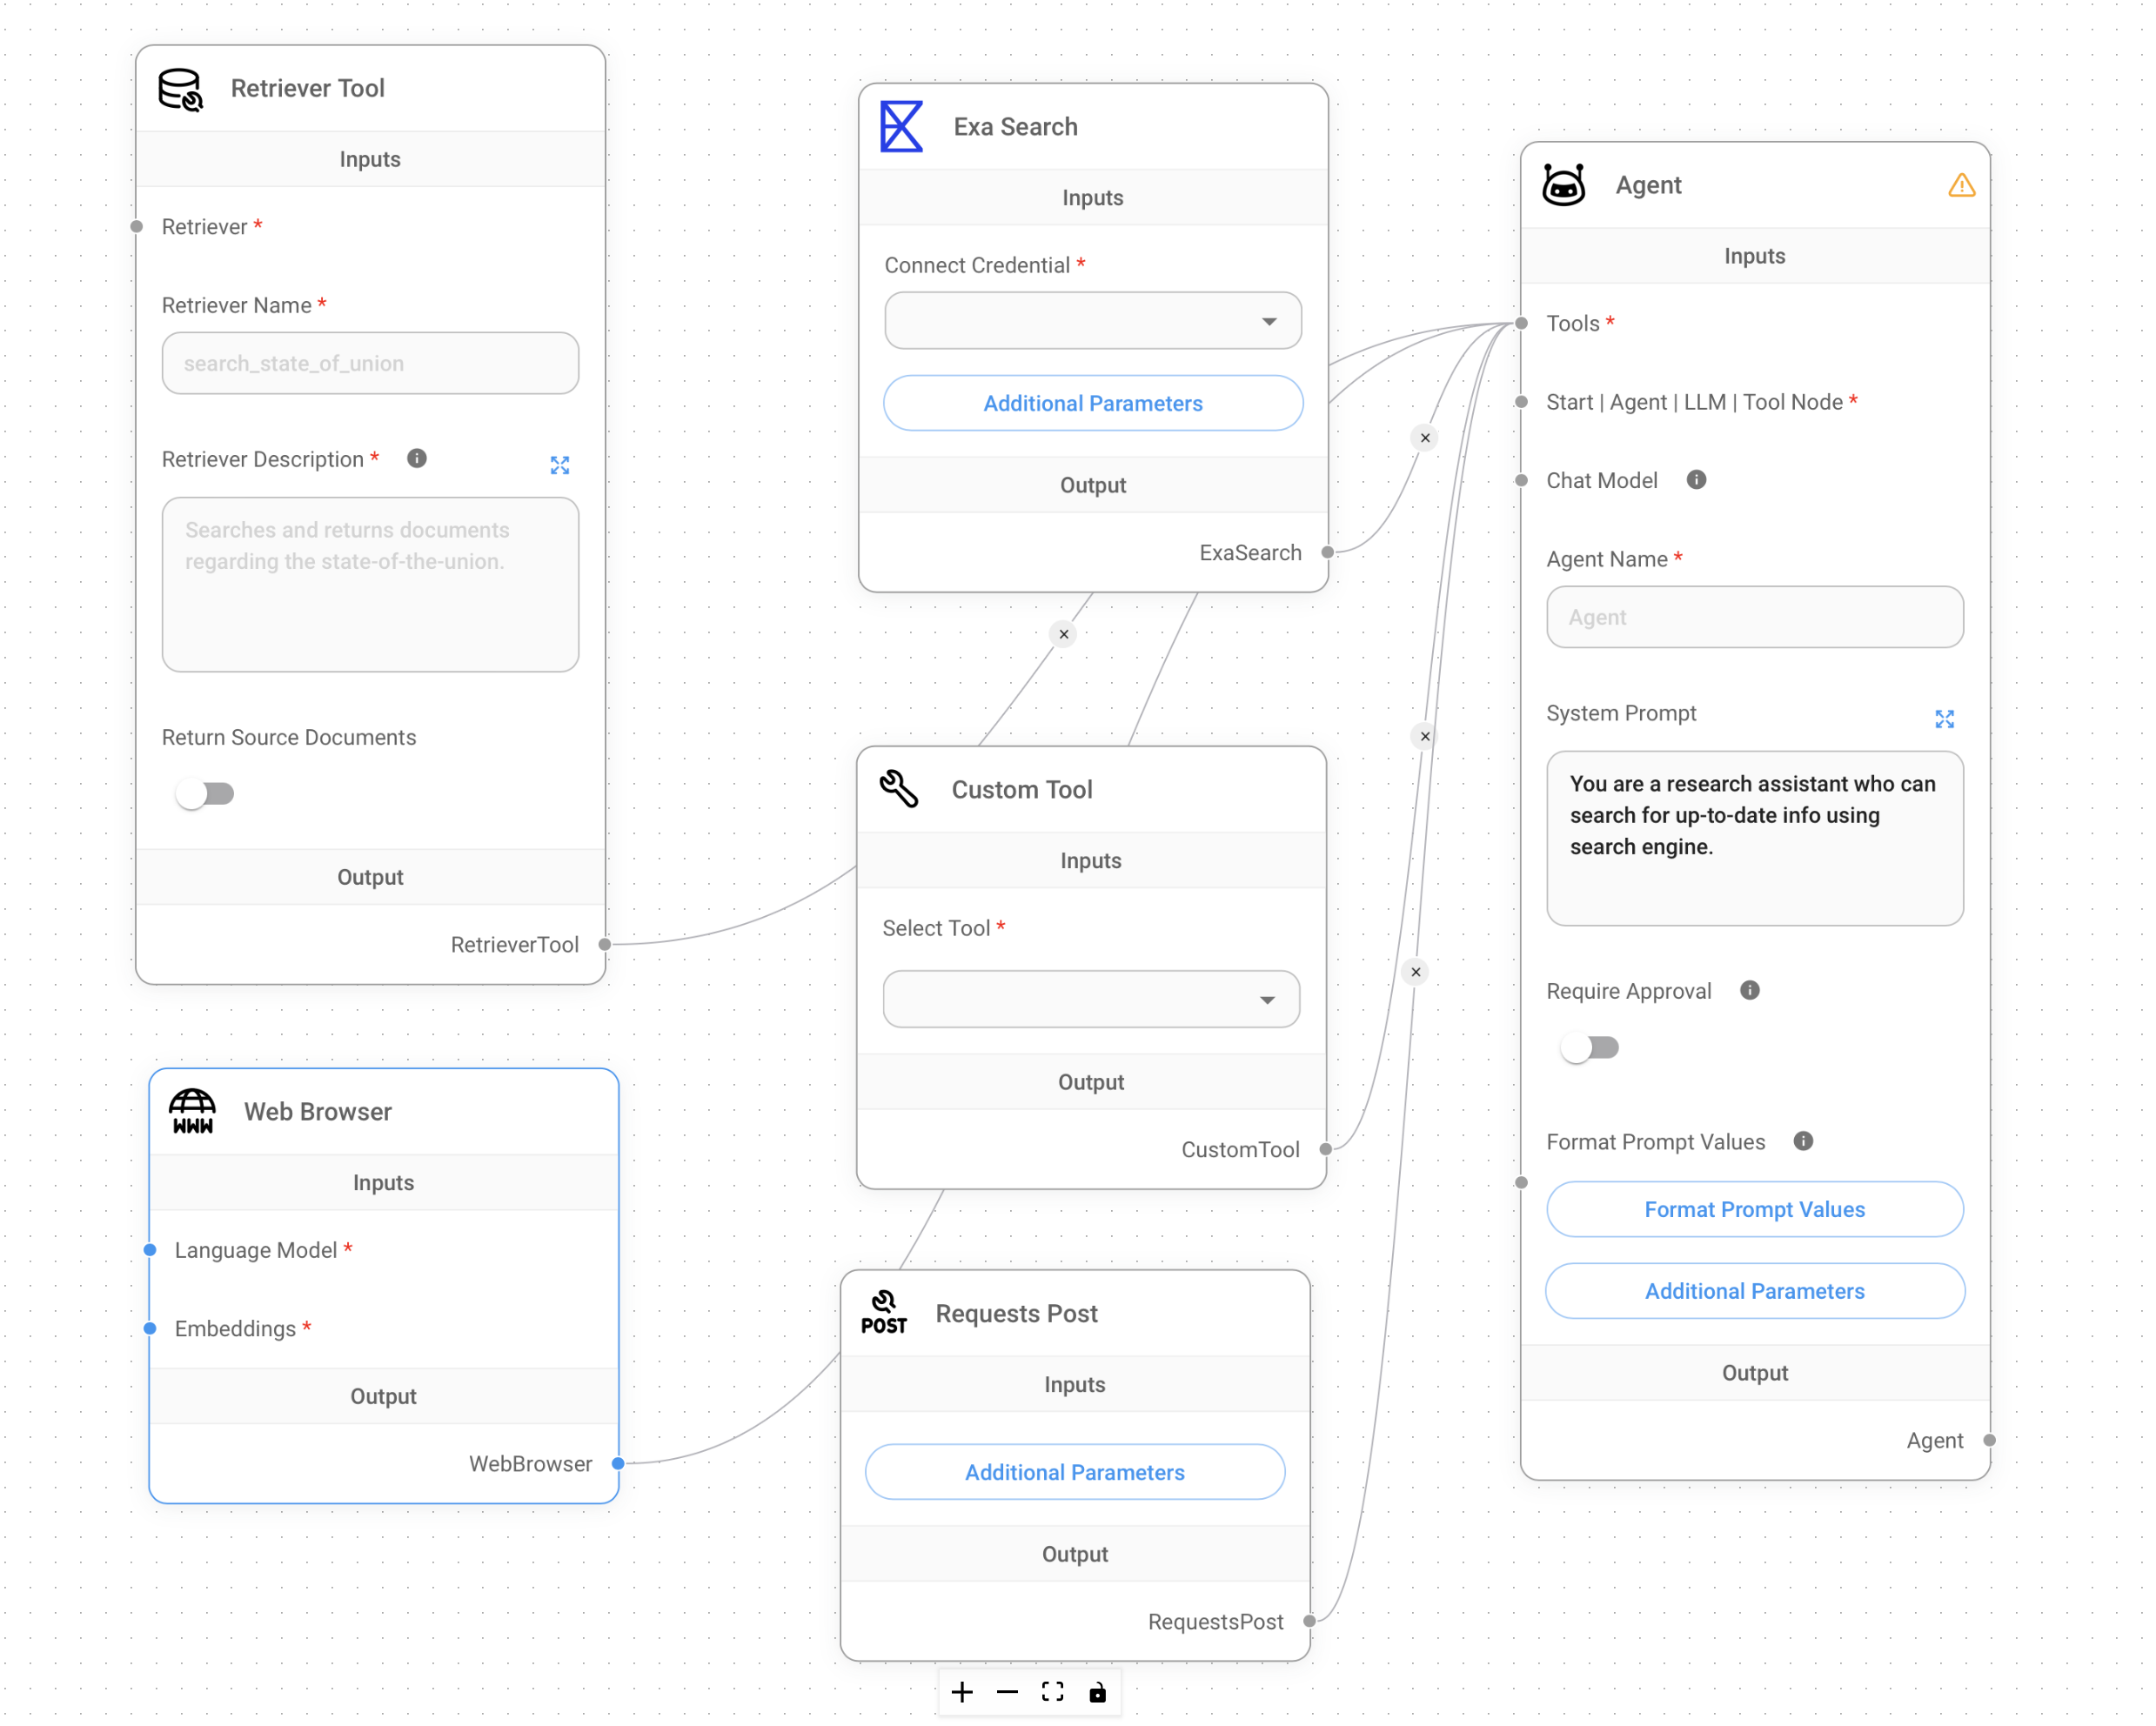 Retriever Tool
Inputs
Retriever *
Retriever Name *
search_state_of_union
Retriever Description *
Searches and returns documents
regarding the state-of-the-union.
Return Source Documents
Output
RetrieverTool
WWW
Web Browser
Inputs
Language Model *
Embeddings *
Output
WebBrowser
Exa Search
Inputs
Connect Credential *
Additional Parameters
Output
ExaSearch
Custom Tool
Inputs
Select Tool *
Output
CustomTool
POST
Requests Post
Inputs
Additional Parameters
Output
RequestsPost
Agent
Inputs
Tools *
Start | Agent | LLM | Tool Node *
Chat Model
Agent Name *
Agent
System Prompt
You are a research assistant who can
search for up-to-date info using
search engine.
Require Approval
Format Prompt Values
Format Prompt Values
Additional Parameters
Output
Agent